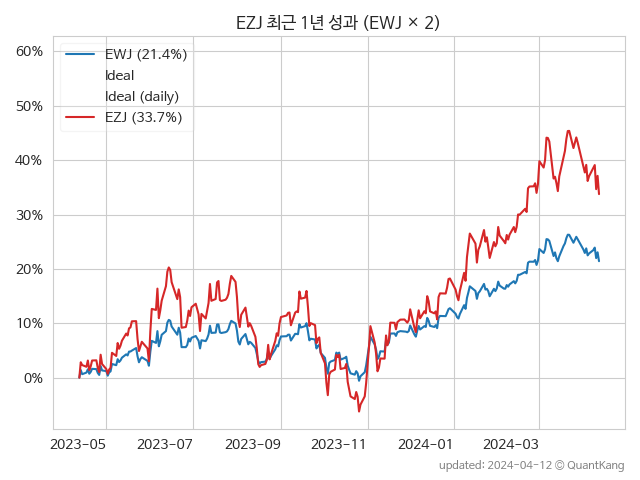 EZJ 최근 1년 성과 (EWJ × 2)
EWJ (21.4%)
Ideal
Ideal (daily)
EZJ (33.7%)
60%
50%
40%
30%
20%
10%
0%
2023-05 2023-07 2023-09 2023-11 2024-01 2024-03
updated: 2024-04-12 © QuantKang